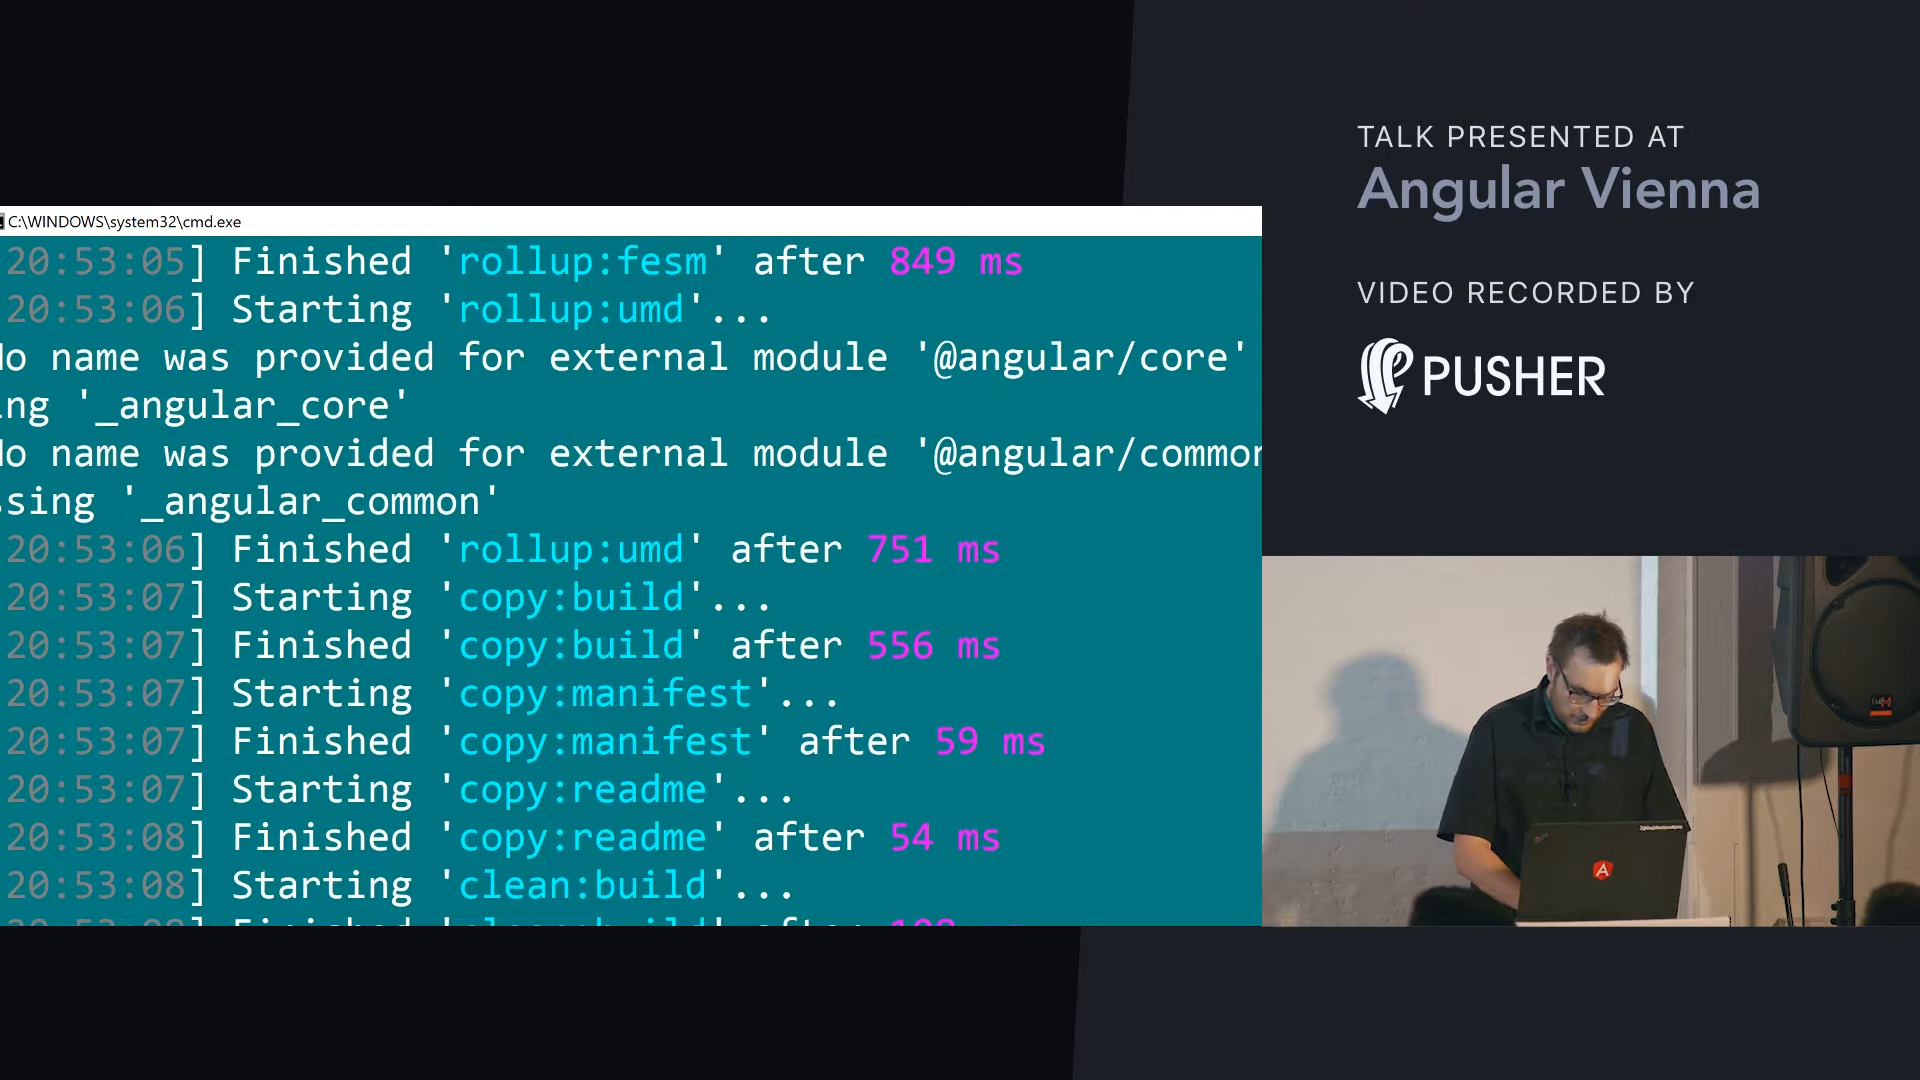 C:\WINDOWS\system32\cmd.exe
20:53:05] Finished 'rollup:fesm' after 849 ms
20:53:06] Starting 'rollup:umd'...
name was provided for external module '@angular/core'
'_angular_core'
name was provided for external module '@angular/common
'_angular_common'
20:53:06] Finished 'rollup:umd' after 751 ms
20:53:07] Starting 'copy:build'...
20:53:07] Finished 'copy:build' after 556 ms
20:53:07] Starting 'copy:manifest'...
20:53:07] Finished 'copy:manifest' after 59 ms
20:53:07] Starting 'copy:readme'...
20:53:08] Finished 'copy:readme' after 54 ms
20:53:08] Starting 'clean:build'...
TALK PRESENTED AT
Angular Vienna
VIDEO RECORDED BY
PUSHER
A